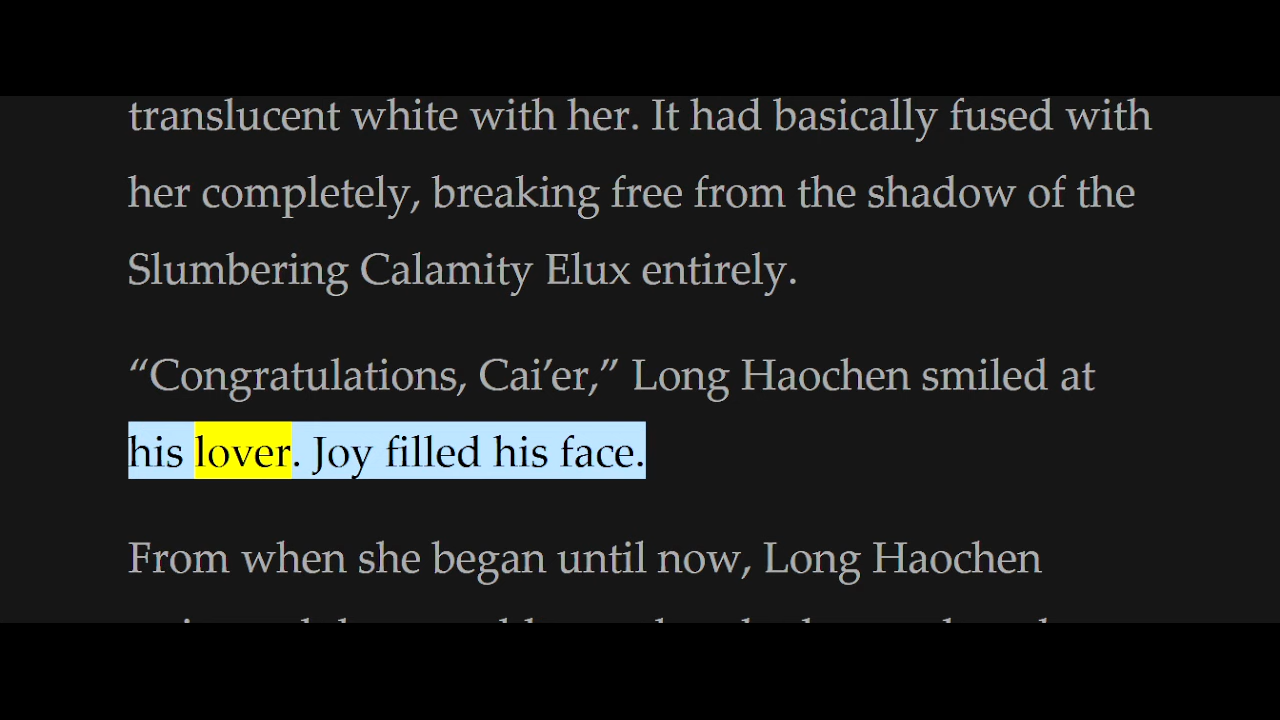 translucent white with her. It had basically fused with
her completely, breaking free from the shadow of the
Slumbering Calamity Elux entirely.
“Congratulations, Cai’er,” Long Haochen smiled at
his lover. Joy filled his face.
From when she began until now, Long Haochen